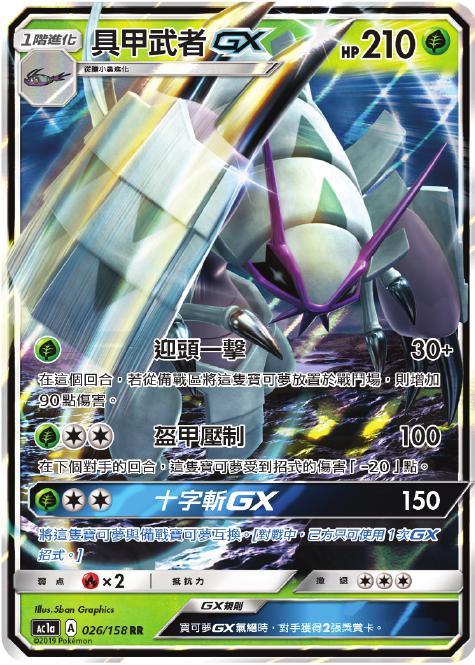 1階進化 具甲武者GX HP210
從膽小蟲進化
迎頭一擊 30+
在這個回合，若從備戰區將這隻寶可夢放置於戰鬥場，則增加
90點傷害。
盔甲壓制 100
在下個對手的回合，這隻寶可夢受到招式的傷害「-20」點。
十字斬GX 150
將這隻寶可夢與備戰寶可夢互換。[對戰中，己方只可使用1次GX
招式。]
弱點 ×2 抵抗力 撤退
Illus.5ban Graphics
GX規則
AC1a A 026/158 RR 寶可夢GX氣絕時，對手獲得2張獎賞卡。
©2019 Pokémon